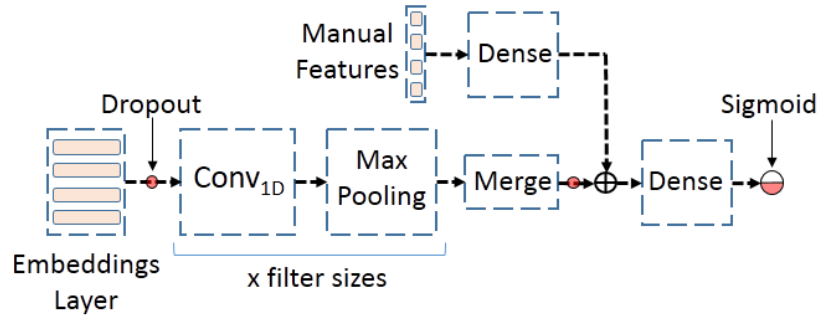 Manual
Features
Dense
Dropout
Sigmoid
Conv1D
Max
Pooling
Merge
Dense
Embeddings
Layer
x filter sizes